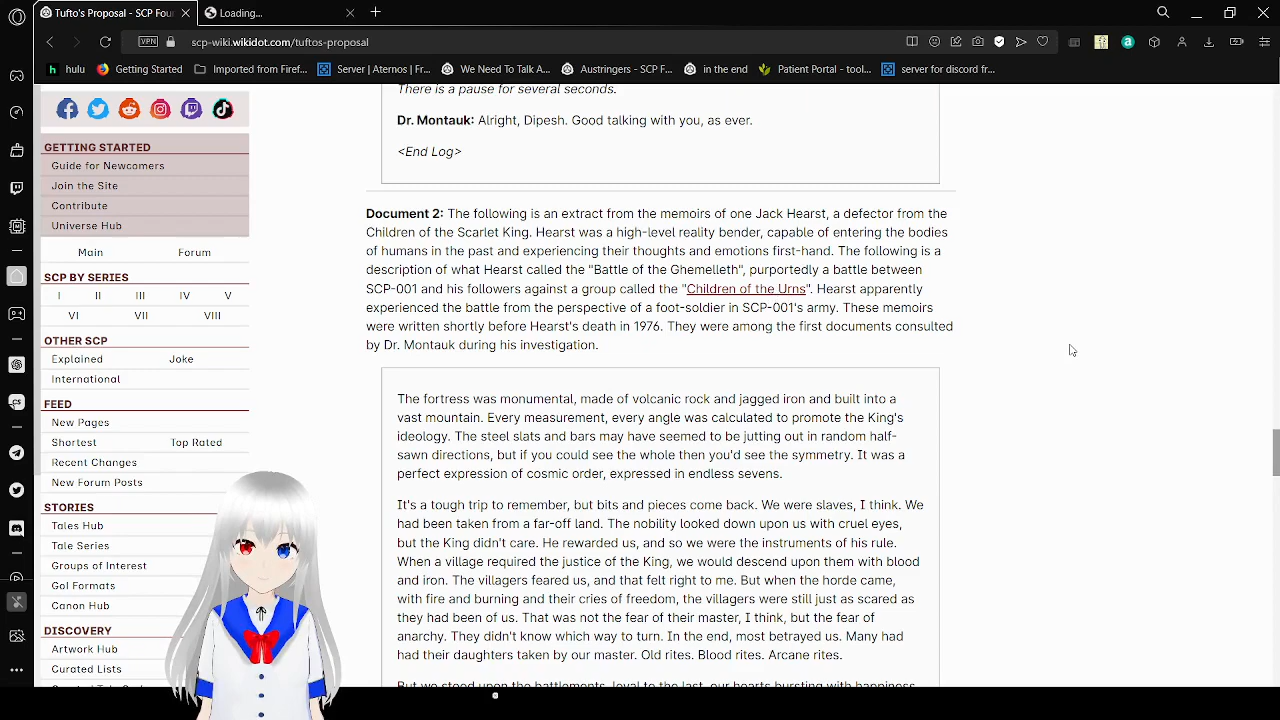 Tufto's Proposal - SCP Four
Loading...
scp-wiki.wikidot.com/tuftos-proposal
VPN
hulu
Getting Started
Imported from Firef...
Server | Aternos | Fr...
We Need To Talk A...
Austringers - SCP F...
in the end
Patient Portal - tool...
server for discord fr...
GETTING STARTED
Guide for Newcomers
Join the Site
Contribute
Universe Hub
Main Forum
SCP BY SERIES
I II III IV V
VI VII VIII
OTHER SCP
Explained Joke
International
FEED
New Pages
Shortest Top Rated
Recent Changes
New Forum Posts
STORIES
Tales Hub
Tale Series
Groups of Interest
GoI Formats
Canon Hub
DISCOVERY
Artwork Hub
Curated Lists
There is a pause for several seconds.
Dr. Montauk: Alright, Dipesh. Good talking with you, as ever.
<End Log>
Document 2: The following is an extract from the memoirs of one Jack Hearst, a defector from the
Children of the Scarlet King. Hearst was a high-level reality bender, capable of entering the bodies
of humans in the past and experiencing their thoughts and emotions first-hand. The following is a
description of what Hearst called the "Battle of the Ghemelleth", purportedly a battle between
SCP-001 and his followers against a group called the "Children of the Urns". Hearst apparently
experienced the battle from the perspective of a foot-soldier in SCP-001's army. These memoirs
were written shortly before Hearst's death in 1976. They were among the first documents consulted
by Dr. Montauk during his investigation.
The fortress was monumental, made of volcanic rock and jagged iron and built into a
vast mountain. Every measurement, every angle was calculated to promote the King's
ideology. The steel slats and bars may have seemed to be jutting out in random half-
sawn directions, but if you could see the whole then you'd see the symmetry. It was a
perfect expression of cosmic order, expressed in endless sevens.
It's a tough trip to remember, but bits and pieces come back. We were slaves, I think. We
had been taken from a far-off land. The nobility looked down upon us with cruel eyes,
but the King didn't care. He rewarded us, and so we were the instruments of his rule.
When a village required the justice of the King, we would descend upon them with blood
and iron. The villagers feared us, and that felt right to me. But when the horde came,
with fire and burning and their cries of freedom, the villagers were still just as scared as
they had been of us. That was not the fear of their master, I think, but the fear of
anarchy. They didn't know which way to turn. In the end, most betrayed us. Many had
had their daughters taken by our master. Old rites. Blood rites. Arcane rites.
But we stood upon the battlements, loyal to the last, our hearts bursting with happiness